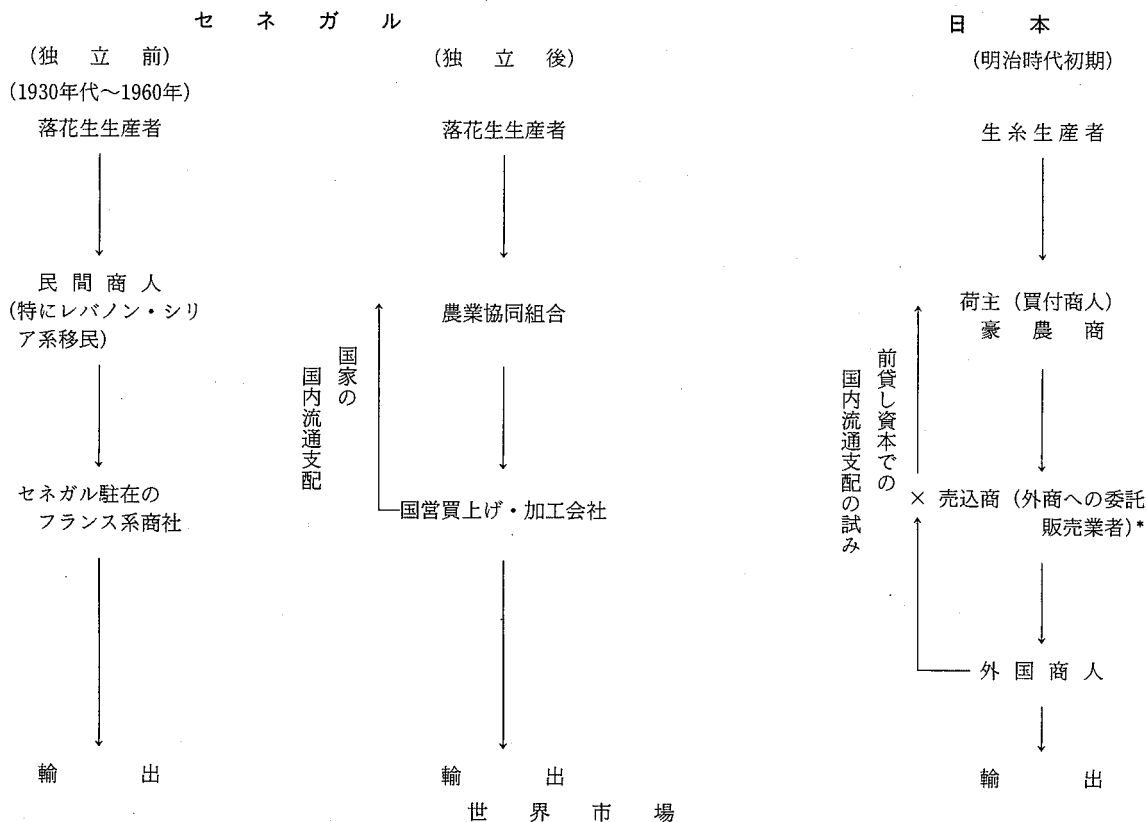 セネガル
(独立前)
(1930年代~1960年)
落花生生産者
民間商人
(特にレバノン・シリ
ア系移民)
セネガル駐在の
フランス系商社
輸出
(独立後)
落花生生産者
農業協同組合
国家の
国内流通支配
国営買上げ・加工会社
輸出
日本
(明治時代初期)
生糸生産者
荷主(買付商人)
豪農商
前貸し資本での
国内流通支配の試み
× 売込商(外商への委託
販売業者)*
外国商人
輸出
世界市場